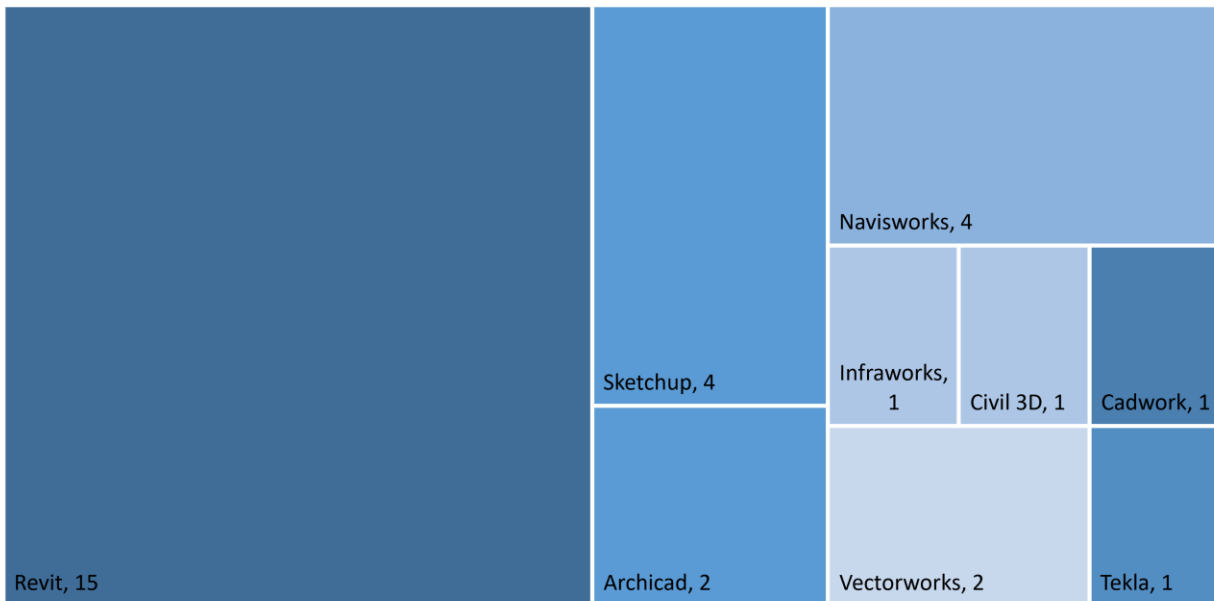 Revit, 15
Sketchup, 4
Archicad, 2
Navisworks, 4
Infraworks,
1
Civil 3D, 1
Cadwork, 1
Vectorworks, 2
Tekla, 1